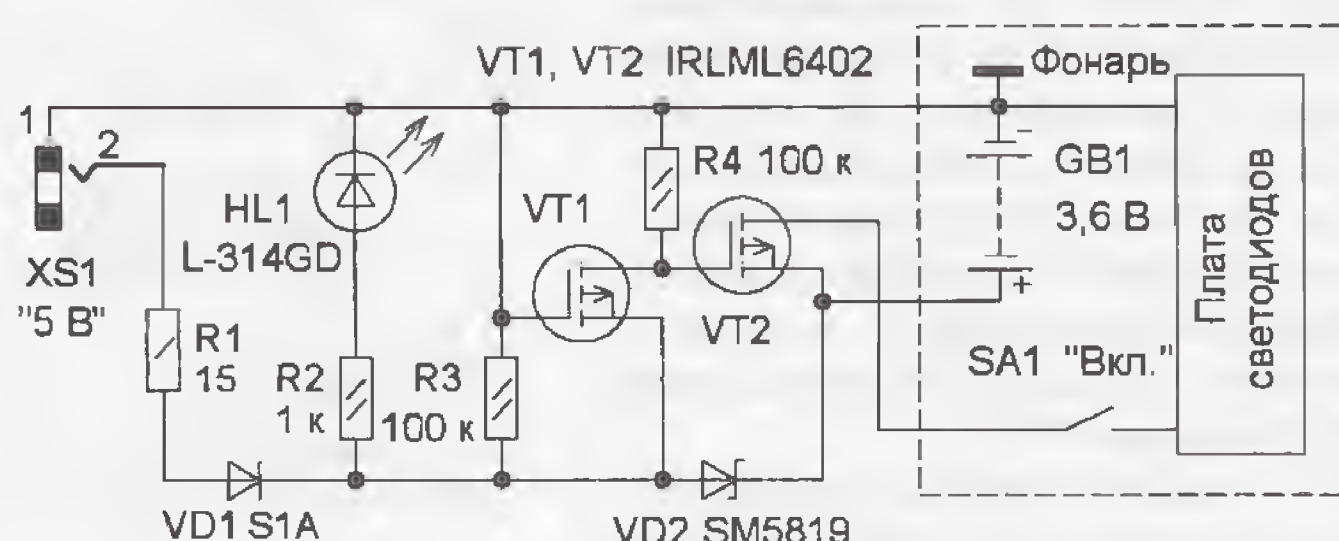 VT1, VT2 IRLML6402
Фонарь
1
2
R4 100 к
GB1
3,6 В
HL1
L-314GD
VT1
XS1
"5 В"
R1
15
R2
1 к
R3
100 к
VT2
SA1 "Вкл."
Плата
светодиодов
VD1 S1A
VD2 SM5819